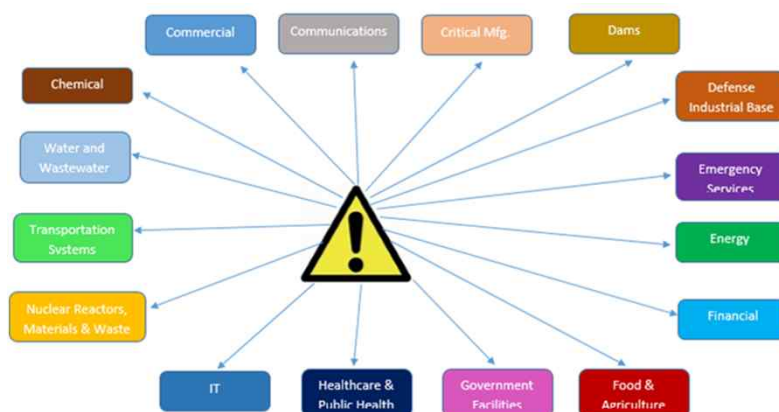 Commercial
Communications
Critical Mfg.
Dams
Chemical
Defense
Industrial Base
Water and
Wastewater
Emergency
Services
Transportation
Systems
Energy
Nuclear Reactors,
Materials & Waste
Financial
IT
Healthcare &
Public Health
Government
Facilities
Food &
Agriculture